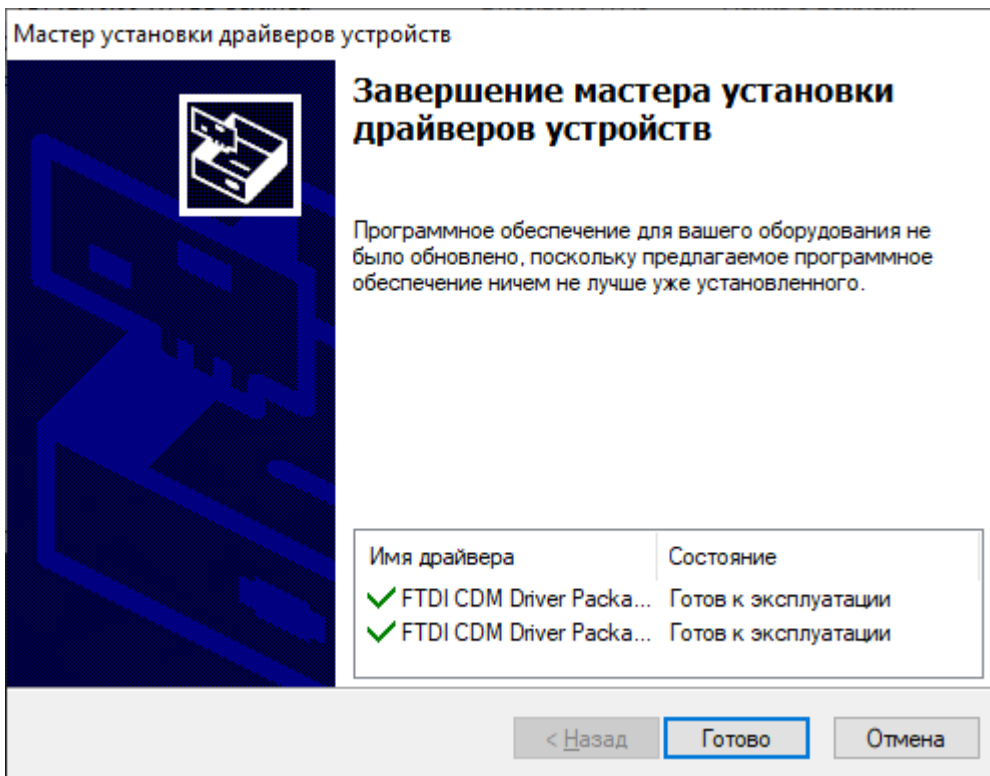 Мастер установки драйверов устройств
Завершение мастера установки
драйверов устройств
Программное обеспечение для вашего оборудования не
было обновлено, поскольку предлагаемое программное
обеспечение ничем не лучше уже установленного.
Имя драйвера Состояние
FTDI CDM Driver Packa... Готов к эксплуатации
FTDI CDM Driver Packa... Готов к эксплуатации
< Назад Готово Отмена